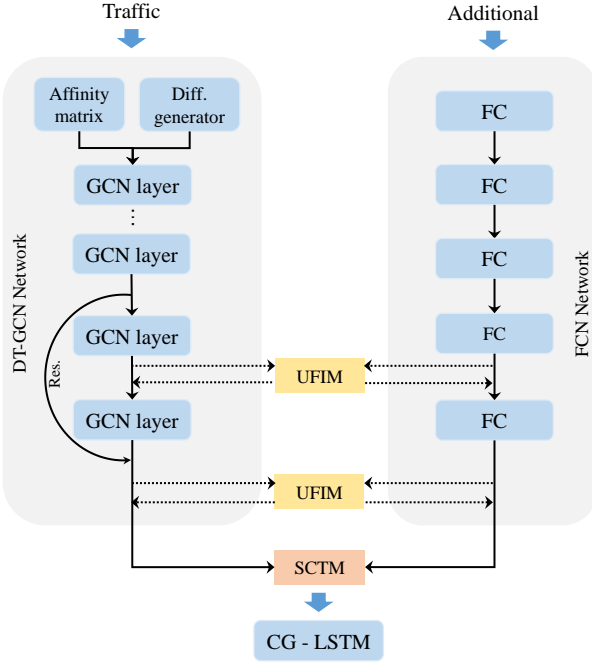 Traffic
Additional
Affinity
matrix
Diff.
generator
GCN layer
⋮
GCN layer
GCN layer
GCN layer
Res.
DT-GCN Network
FC
FC
FC
FC
FC
FCN Network
UFIM
UFIM
SCTM
CG - LSTM